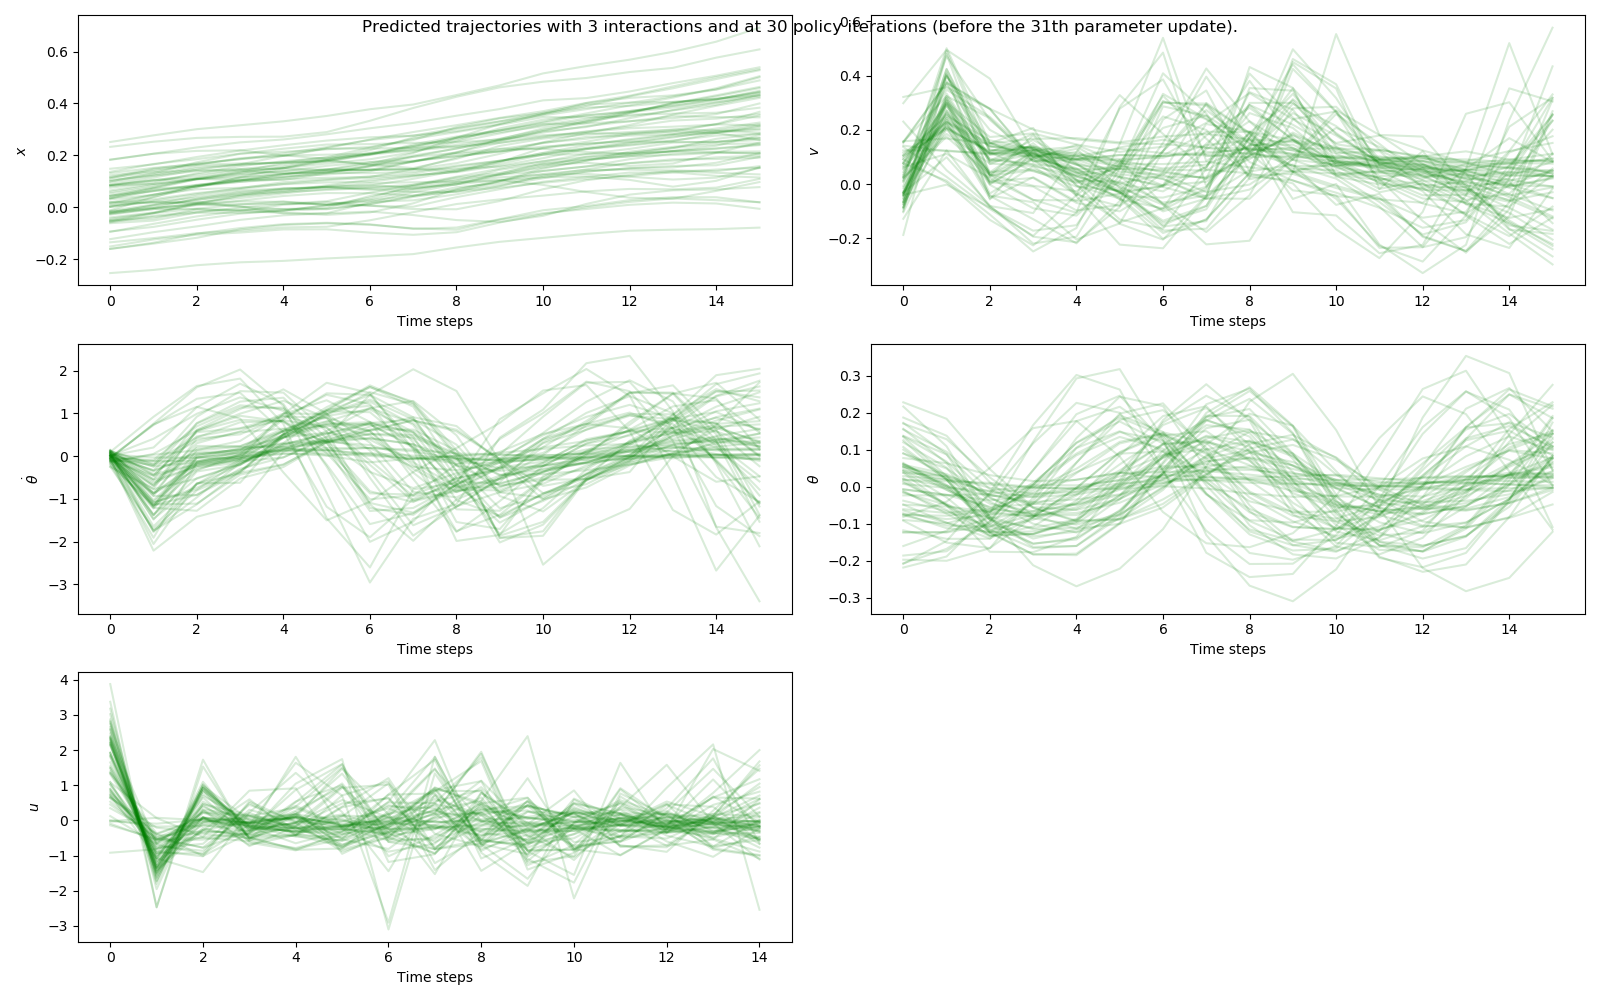 Predicted trajectories with 3 interactions and at 30 policy iterations (before the 31th parameter update).
0.6
0.4
0.2
0.0
−0.2
x
0 2 4 6 8 10 12 14
Time steps
0.6
0.4
0.2
0.0
−0.2
v
0 2 4 6 8 10 12 14
Time steps
2
1
0
−1
−2
−3
θ̇
0 2 4 6 8 10 12 14
Time steps
0.3
0.2
0.1
0.0
−0.1
−0.2
−0.3
θ
0 2 4 6 8 10 12 14
Time steps
4
3
2
1
0
−1
−2
−3
u
0 2 4 6 8 10 12 14
Time steps